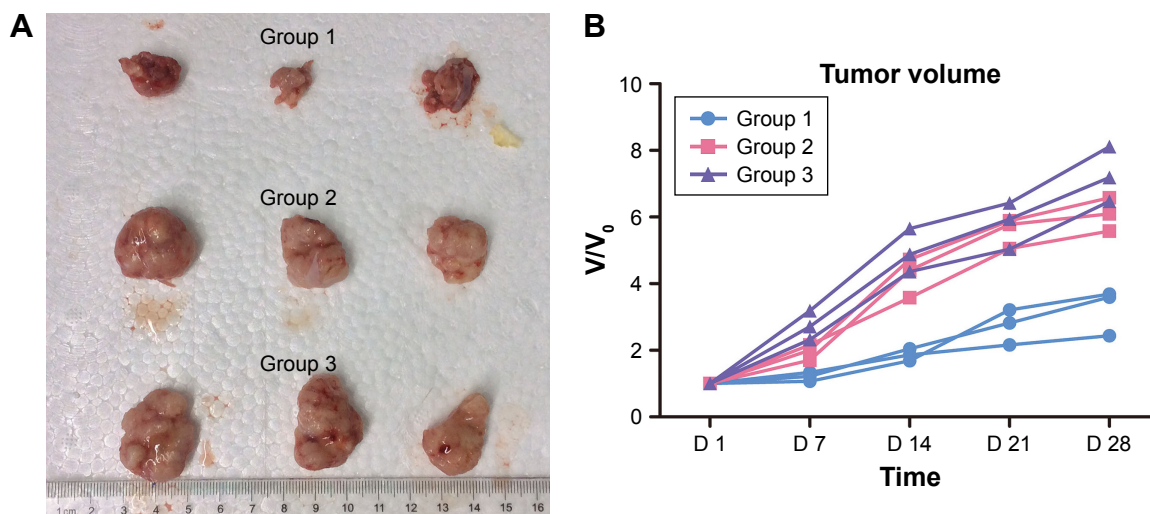 A
Group 1
Group 2
Group 3
1cm 2 3 4 5 6 7 8 9 10 11 12 13 14 15 16
B
Tumor volume
10
8
6
4
2
0
V/V0
Group 1
Group 2
Group 3
D 1 D 7 D 14 D 21 D 28
Time